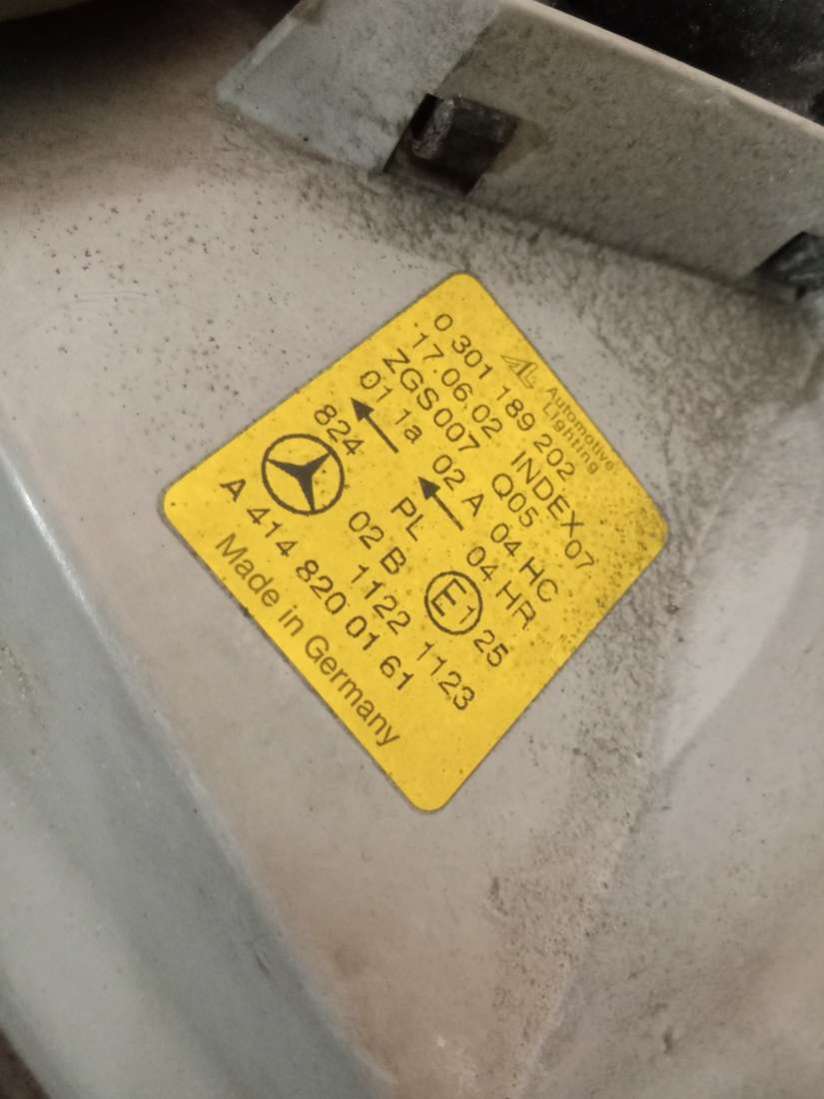 Automotive
Lighting
0 301 189 202
17.06.02 INDEX 07
ZGS007 Q05
01 1a 02 A 04 HC
04 HR
824 PL
02 B E1 25
1122 1123
A 414 820 01 61
Made in Germany